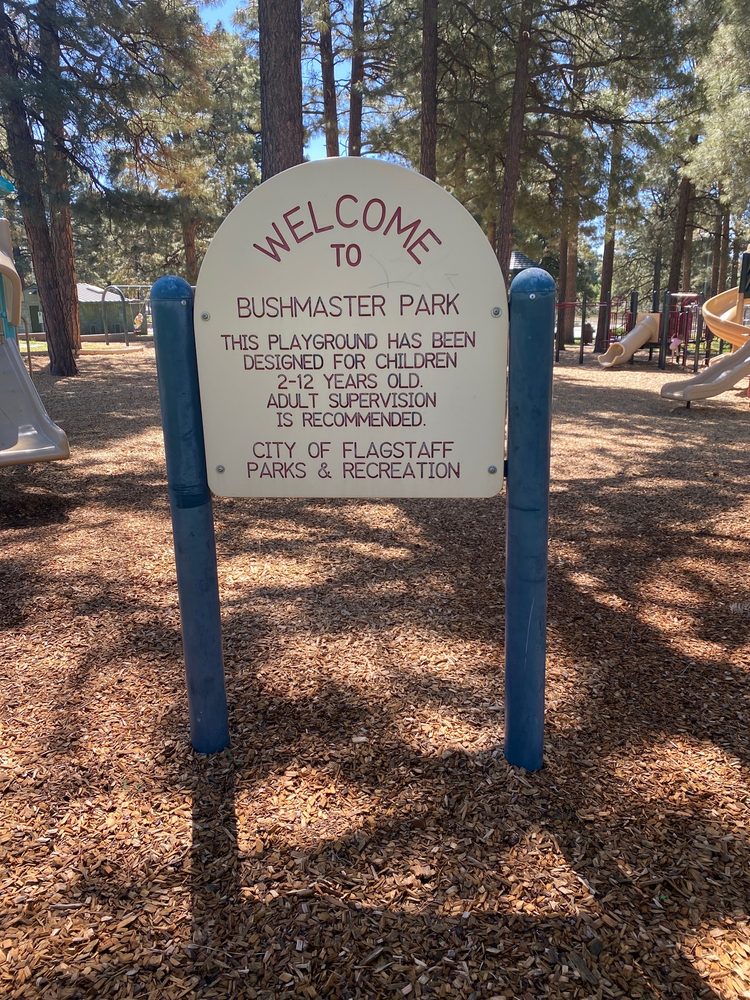 WELCOME
TO
BUSHMASTER PARK
THIS PLAYGROUND HAS BEEN
DESIGNED FOR CHILDREN
2-12 YEARS OLD.
ADULT SUPERVISION
IS RECOMMENDED.
CITY OF FLAGSTAFF
PARKS & RECREATION